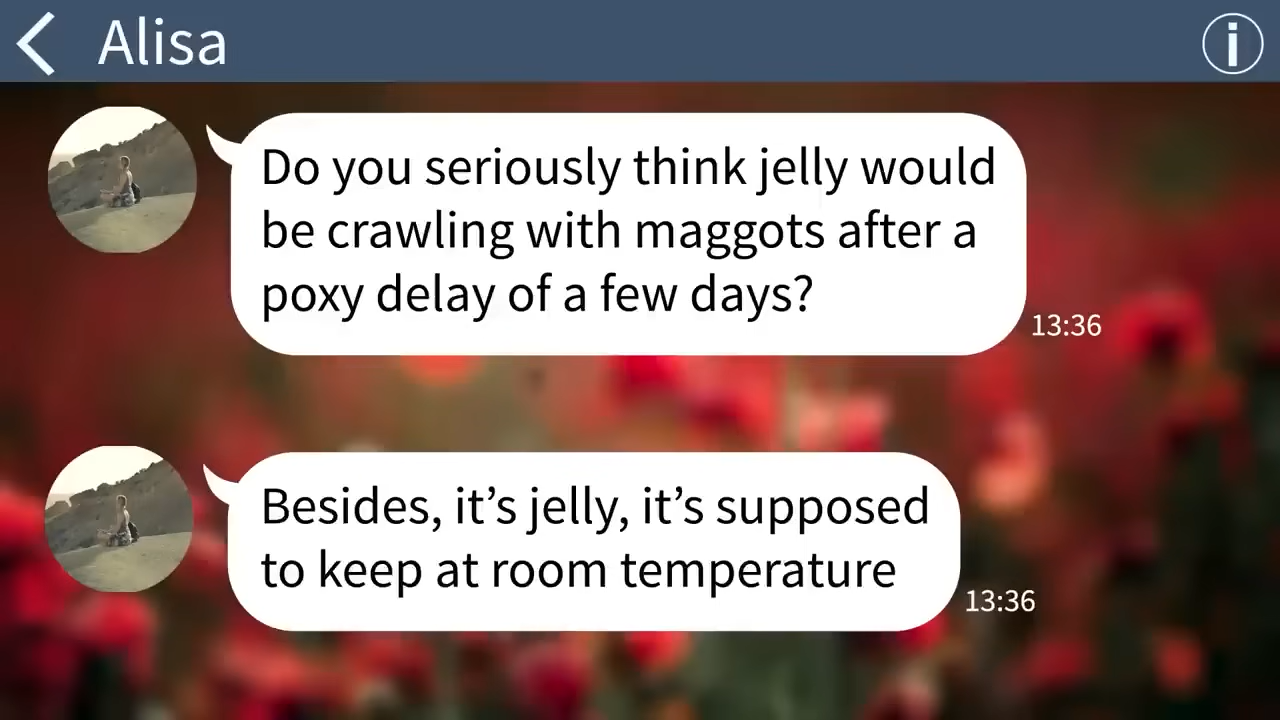 Alisa
Do you seriously think jelly would
be crawling with maggots after a
poxy delay of a few days?
13:36
Besides, it’s jelly, it’s supposed
to keep at room temperature
13:36